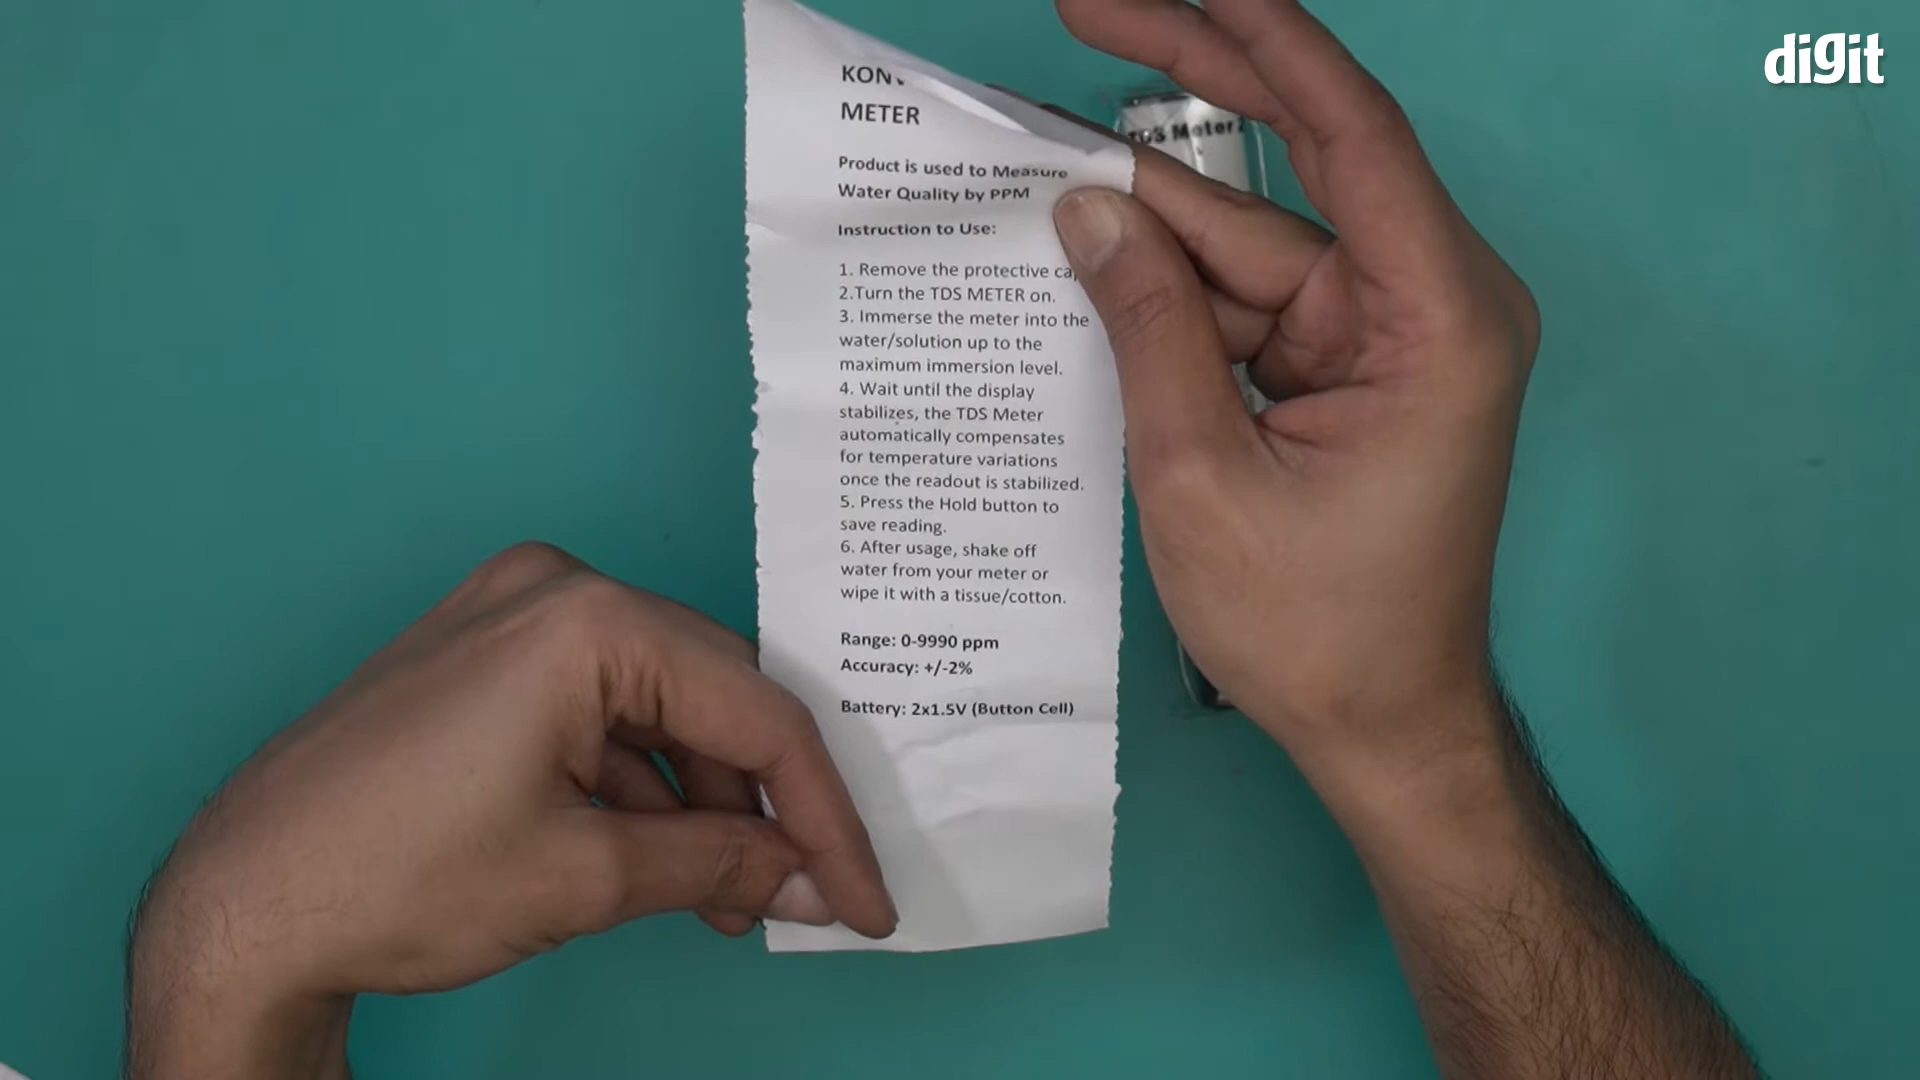 digit
TDS Meter
METER
Product is used to Measure
Water Quality by PPM
Instruction to Use:
1. Remove the protective
2.Turn the TDS METER on.
3. Immerse the meter into the
water/solution up to the
maximum immersion level.
4. Wait until the display
stabilizes, the TDS Meter
automatically compensates
for temperature variations
once the readout is stabilized.
5. Press the Hold button to
save reading.
6. After usage, shake off
water from your meter or
wipe it with a tissue/cotton.
Range: 0-9990 ppm
Accuracy: +/-2%
Battery: 2x1.5V (Button Cell)